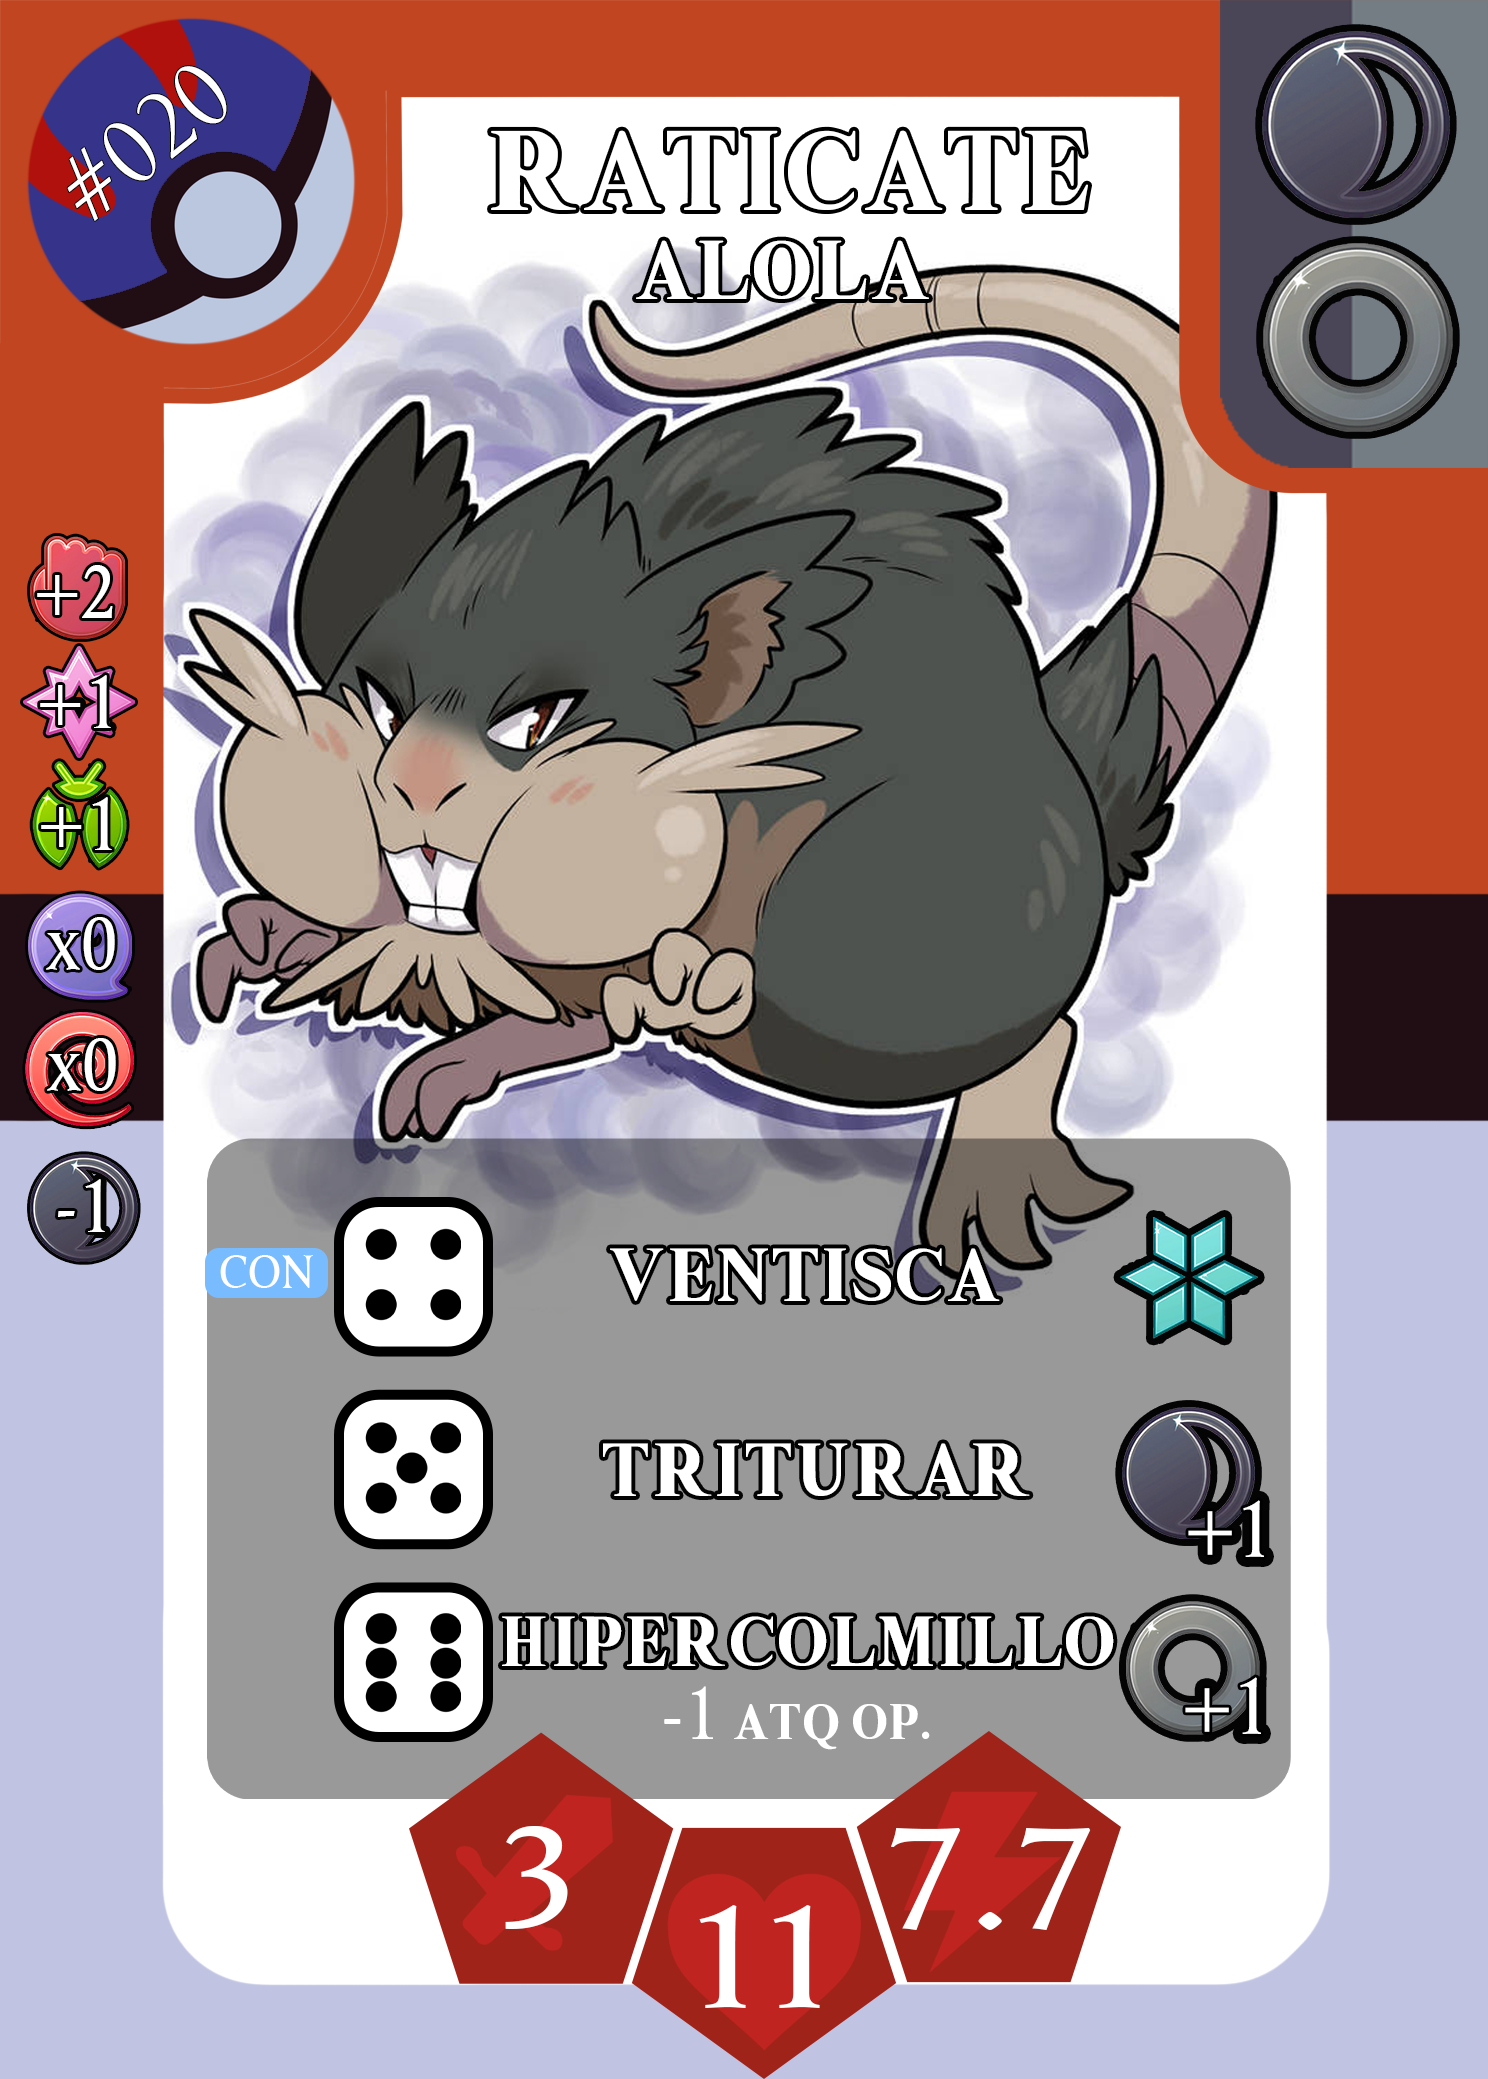 #020
RATICATE
ALOLA
+2
+1
+1
x0
x0
-1
CON
VENTISCA
TRITURAR
+1
HIPERCOLMILLO
-1 ATQ OP.
+1
3
11
7.7